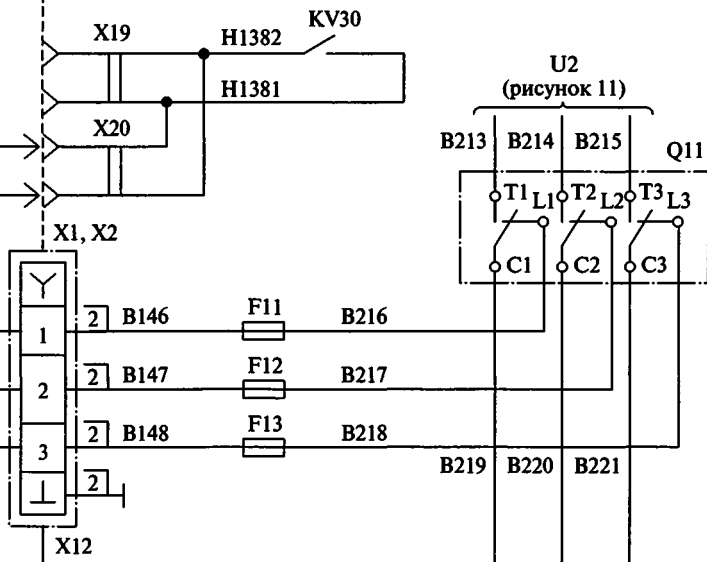 X19
H1382
KV30
H1381
X20
U2
(рисунок 11)
B213
B214
B215
Q11
T1
L1
T2
L2
T3
L3
C1
C2
C3
X1, X2
1
2
B146
F11
B216
2
2
B147
F12
B217
3
2
B148
F13
B218
2
B219
B220
B221
X12